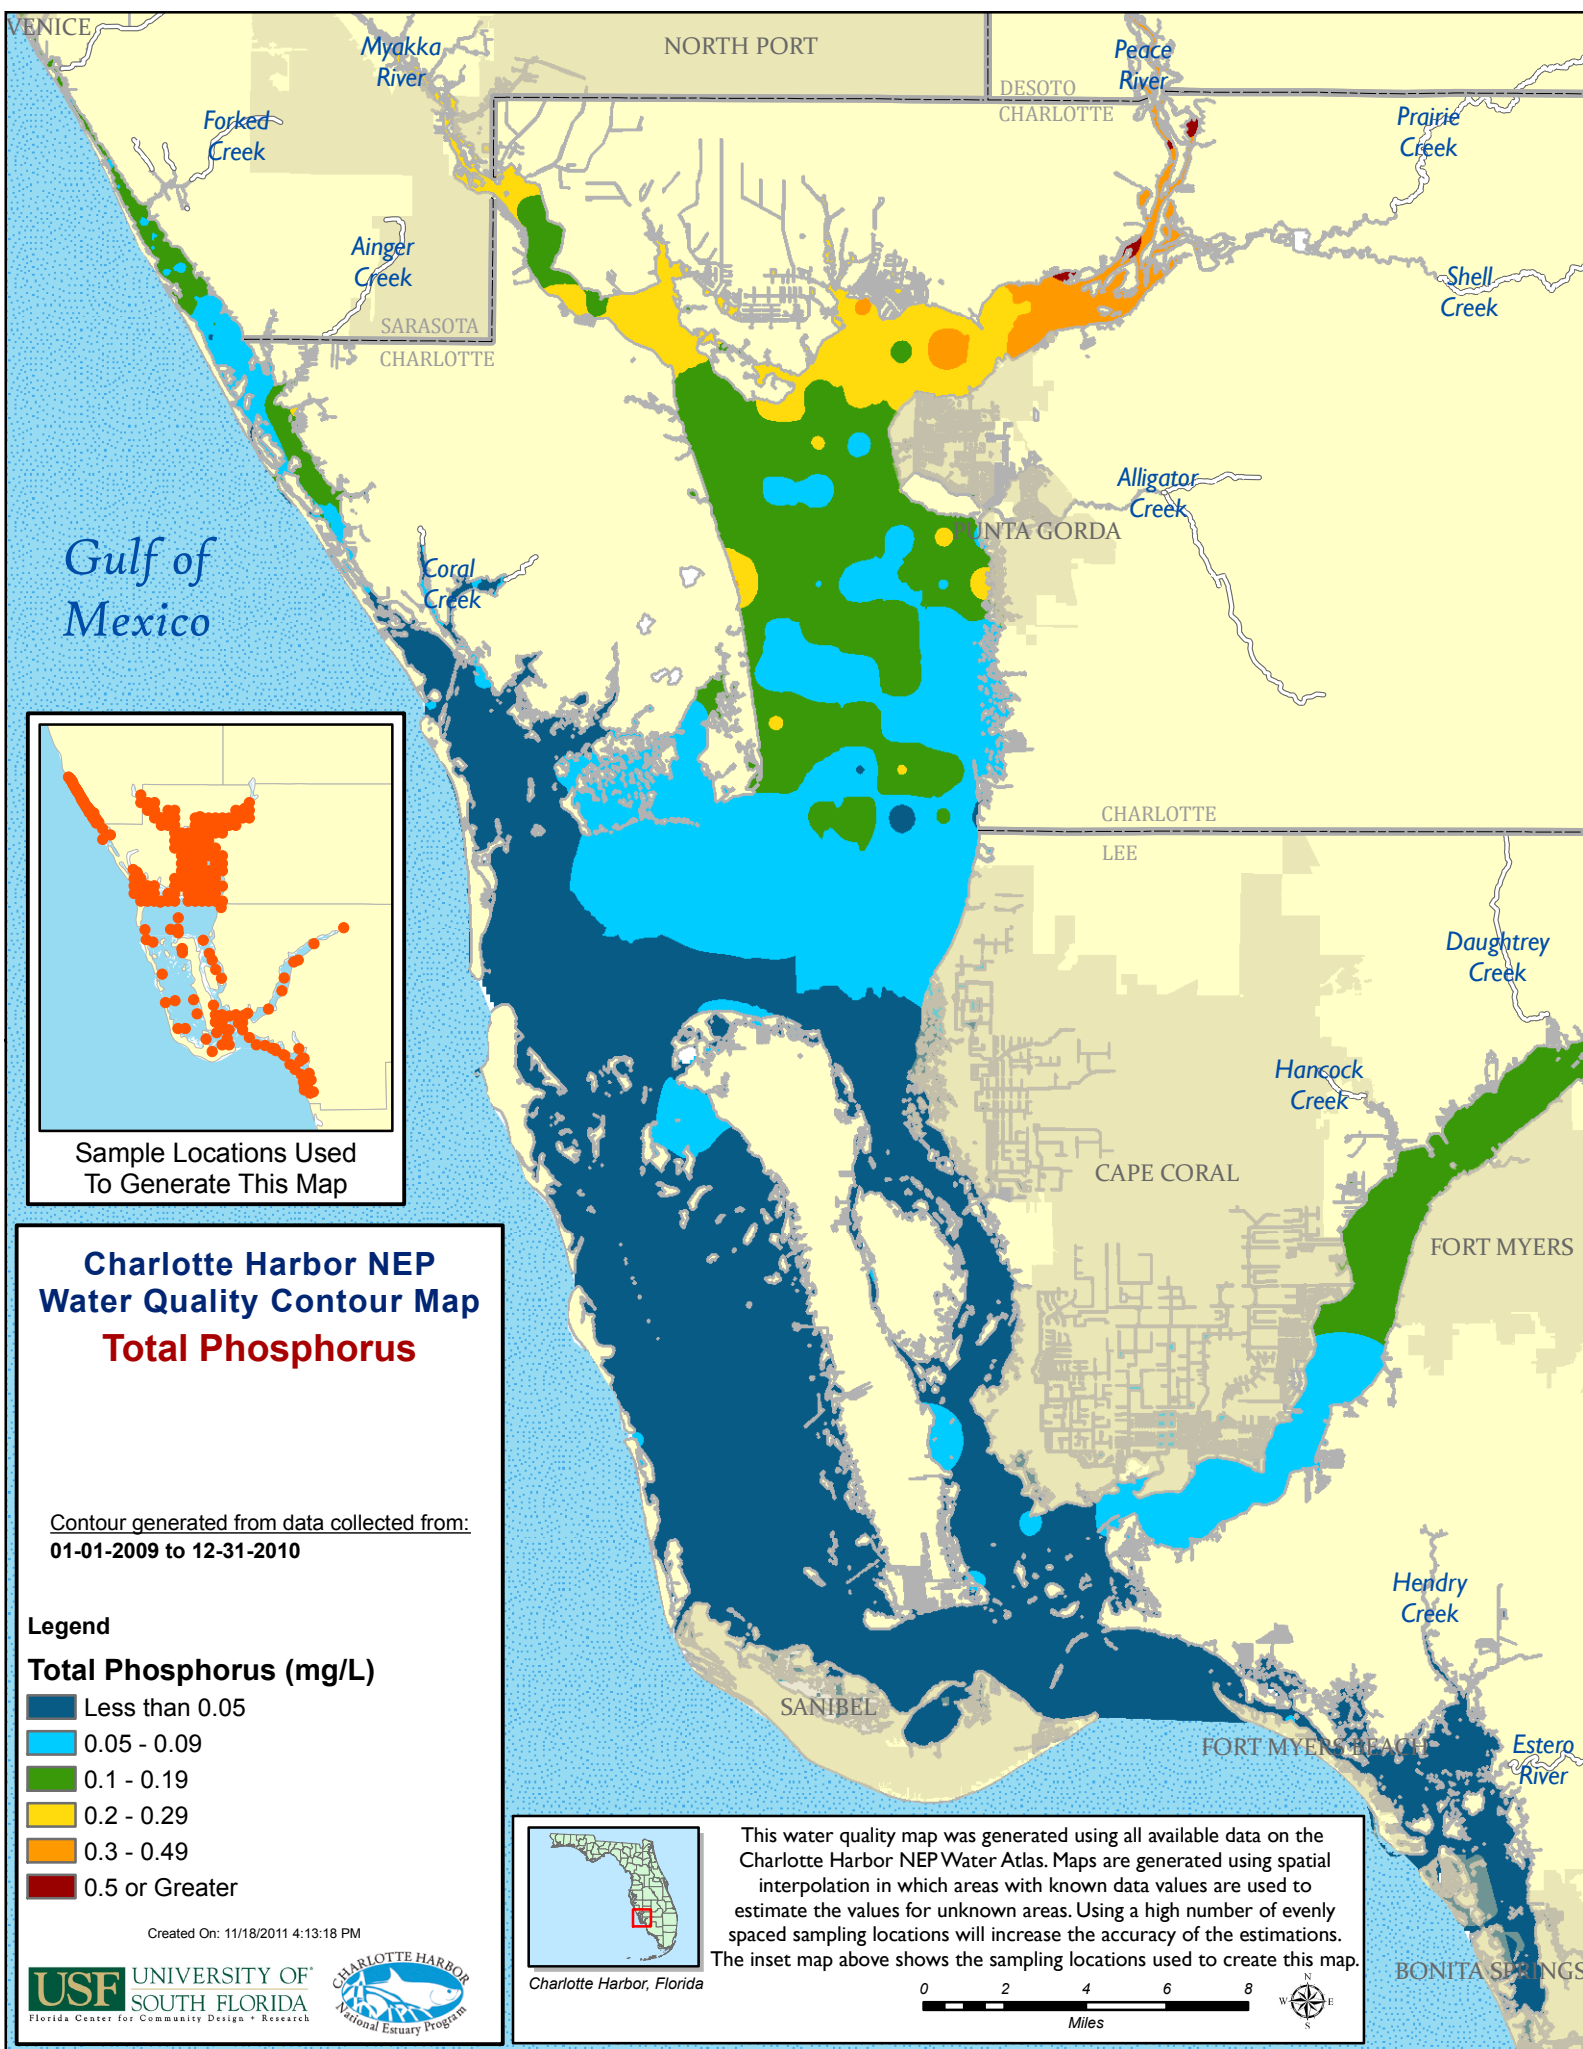 VENICE
Myakka
River
NORTH PORT
Peace
River
DESOTO
CHARLOTTE
Forked
Creek
Prairie
Creek
Ainger
Creek
Shell
Creek
SARASOTA
CHARLOTTE
Alligator
Creek
PUNTA GORDA
Gulf of
Mexico
Coral
Creek
CHARLOTTE
LEE
Daughtrey
Creek
Hancock
Creek
CAPE CORAL
FORT MYERS
Sample Locations Used
To Generate This Map
Charlotte Harbor NEP
Water Quality Contour Map
Total Phosphorus
Contour generated from data collected from:
01-01-2009 to 12-31-2010
Legend
Total Phosphorus (mg/L)
Less than 0.05
0.05 - 0.09
0.1 - 0.19
0.2 - 0.29
0.3 - 0.49
0.5 or Greater
Created On: 11/18/2011 4:13:18 PM
USF UNIVERSITY OF
SOUTH FLORIDA
Florida Center for Community Design + Research
CHARLOTTE HARBOR
National Estuary Program
Hendry
Creek
SANIBEL
FORT MYERS BEACH
Estero
River
BONITA SPRINGS
Charlotte Harbor, Florida
This water quality map was generated using all available data on the
Charlotte Harbor NEP Water Atlas. Maps are generated using spatial
interpolation in which areas with known data values are used to
estimate the values for unknown areas. Using a high number of evenly
spaced sampling locations will increase the accuracy of the estimations.
The inset map above shows the sampling locations used to create this map.
0 2 4 6 8
Miles
N
W E
S